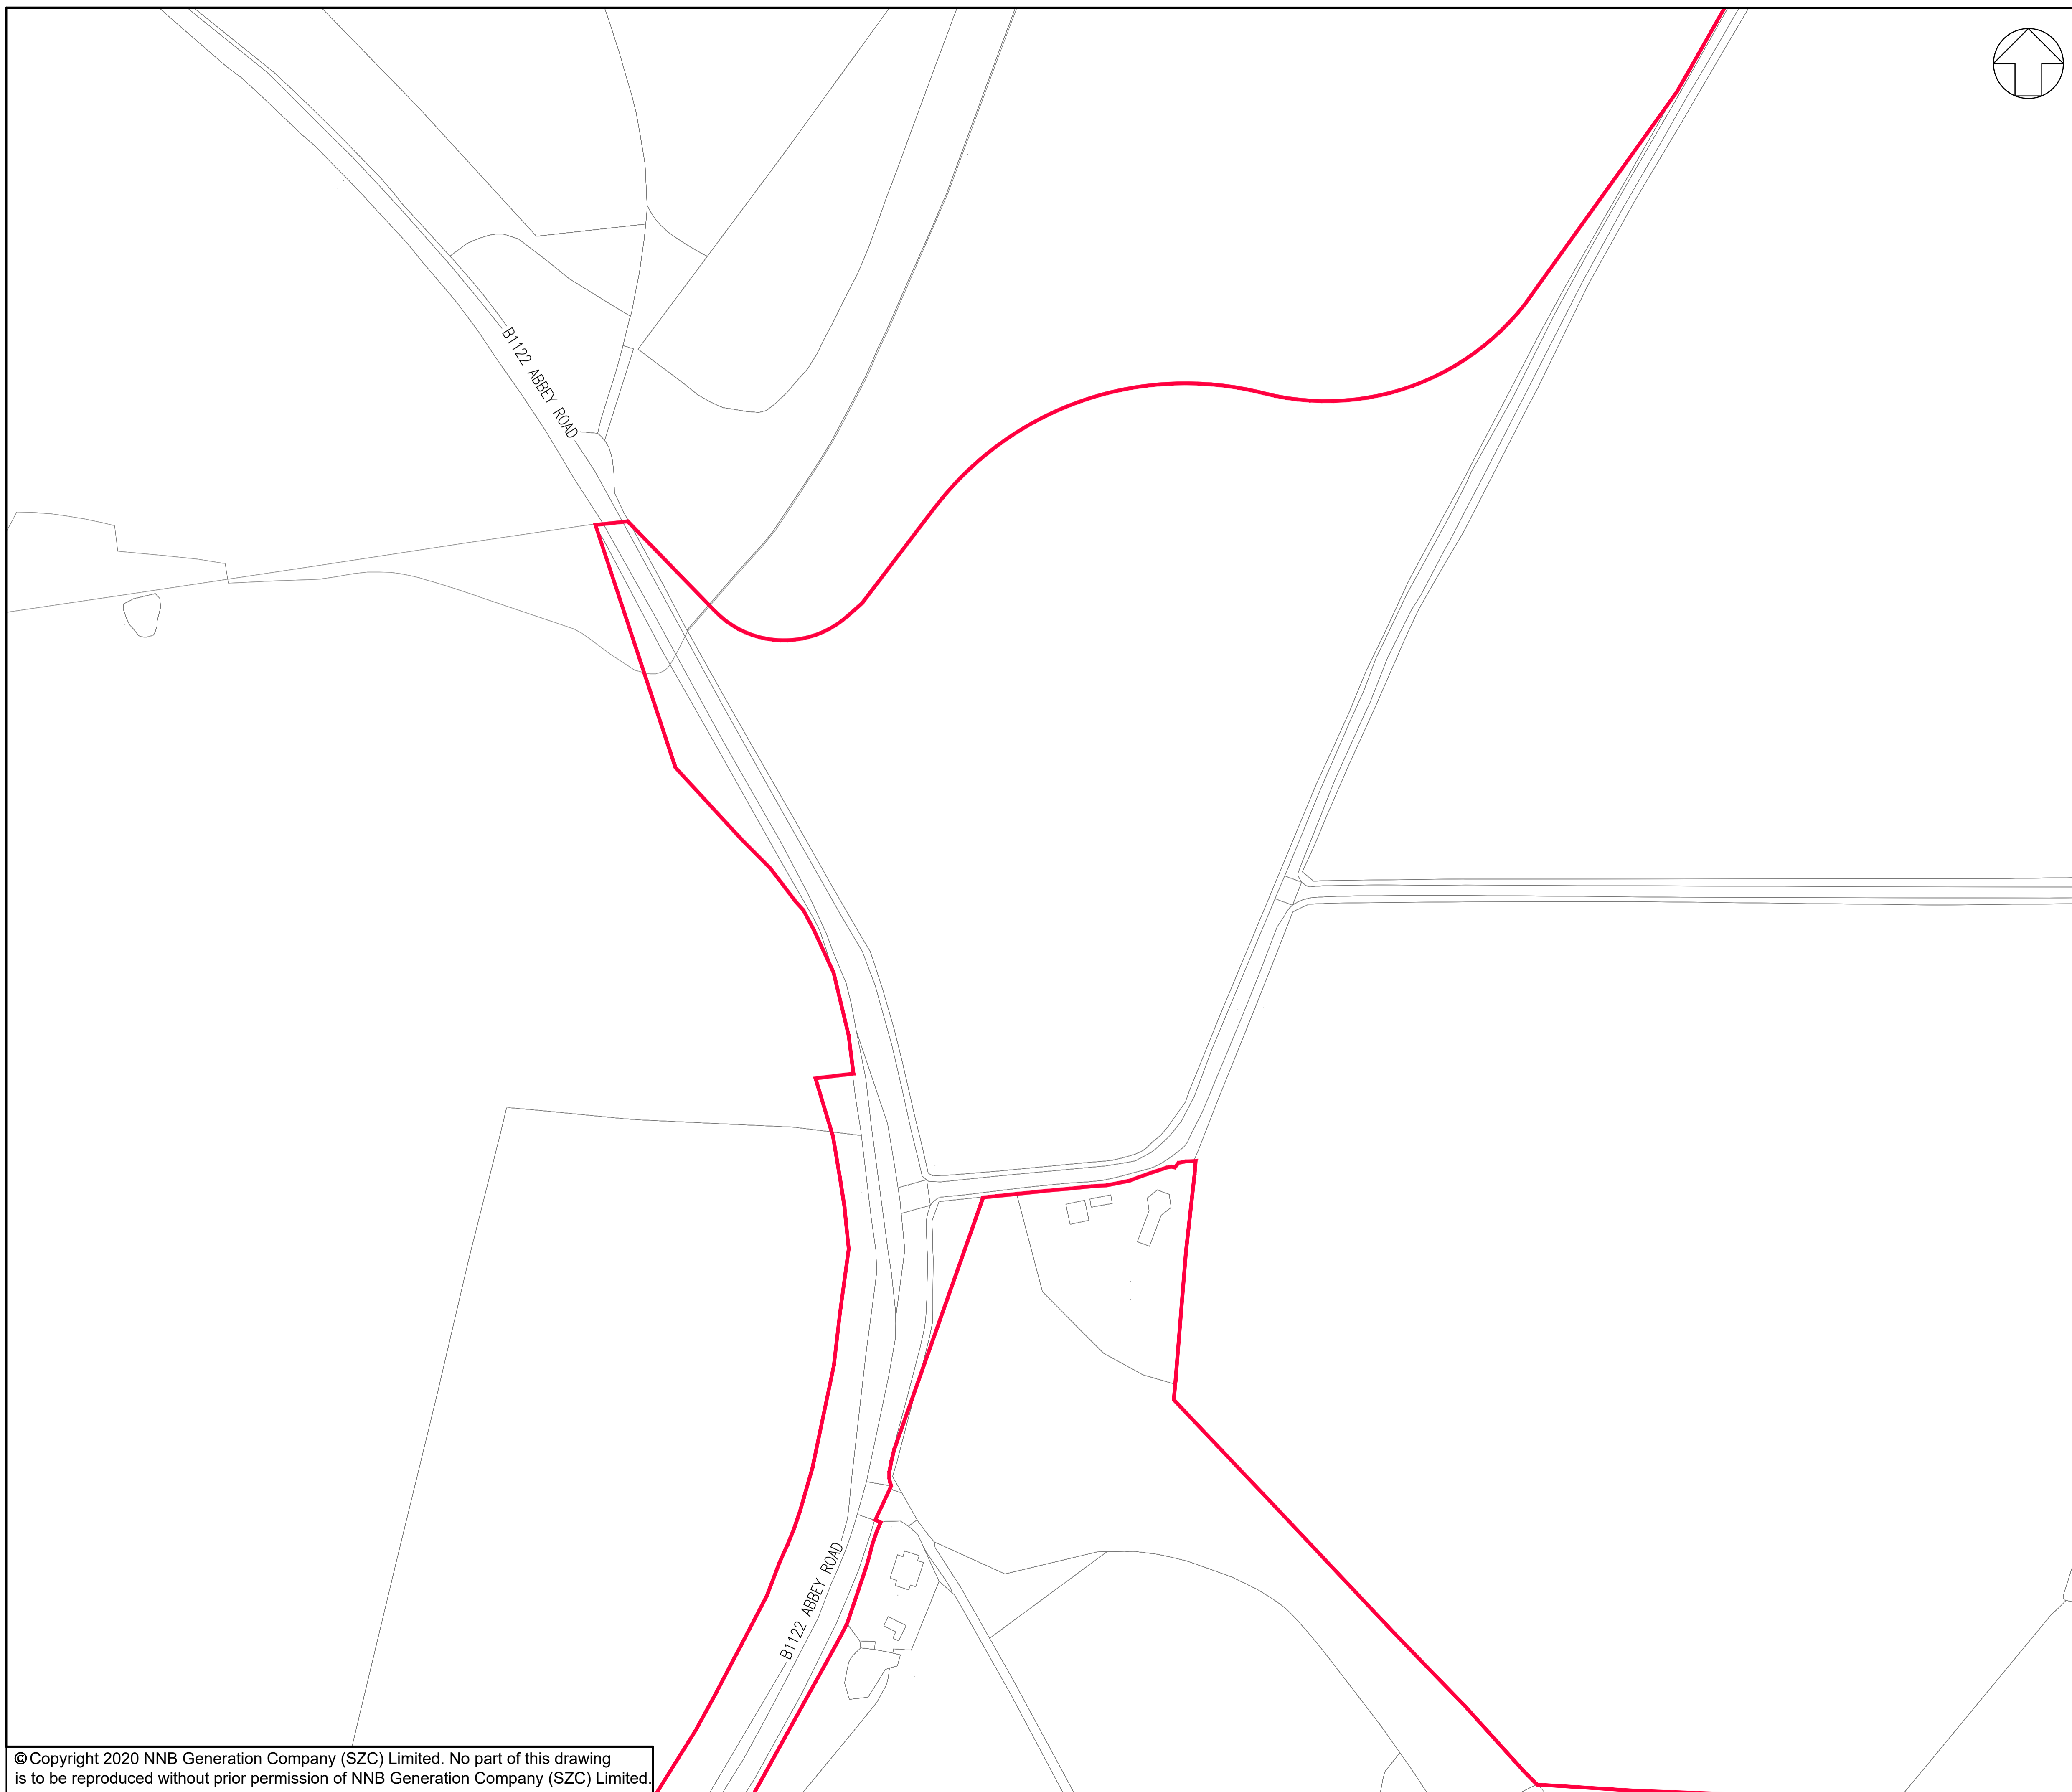 B1122 ABBEY ROAD
B1122 ABBEY ROAD
© Copyright 2020 NNB Generation Company (SZC) Limited. No part of this drawing
is to be reproduced without prior permission of NNB Generation Company (SZC) Limited.